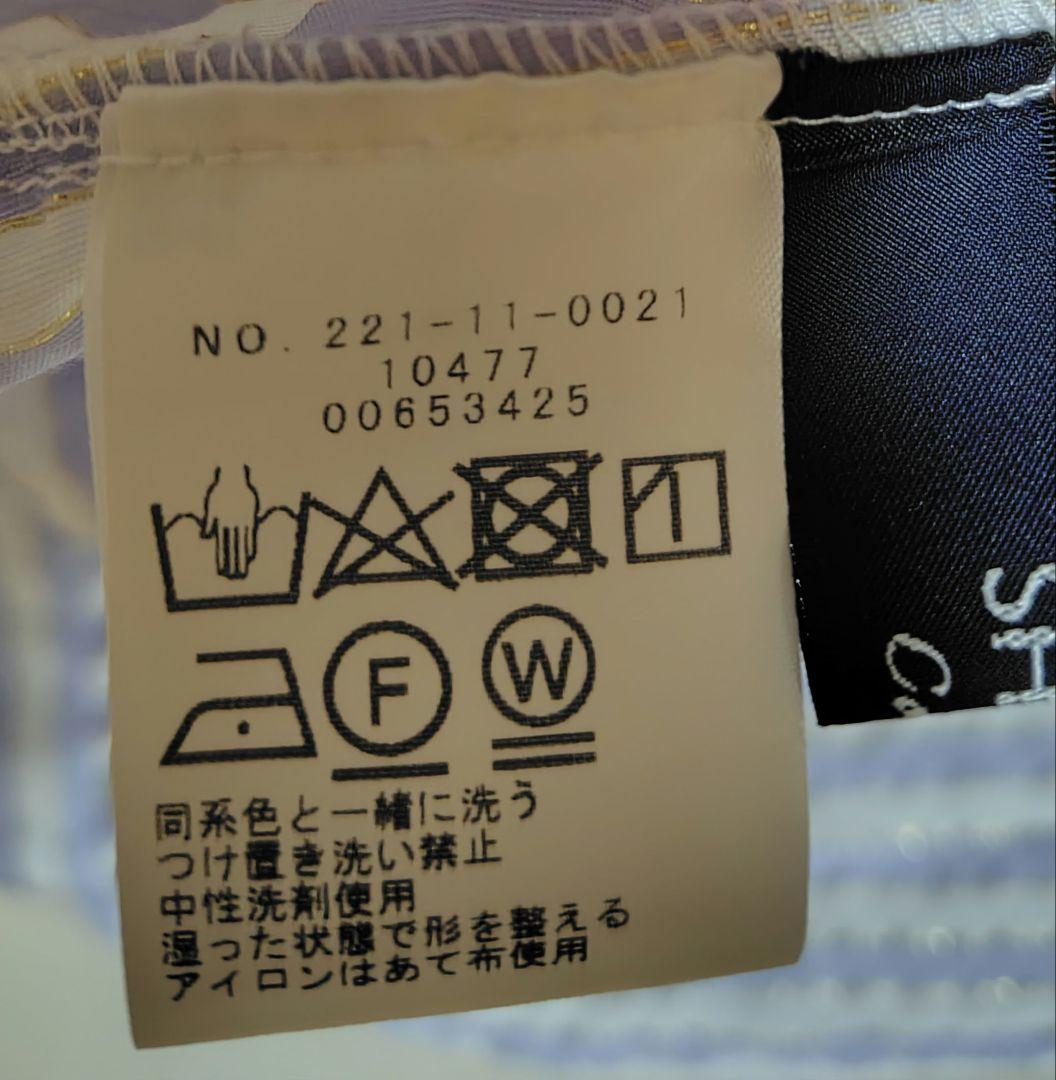 NO. 221-11-0021
10477
00653425
F
W
同系色と一緒に洗う
つけ置き洗い禁止
中性洗剤使用
湿った状態で形を整える
アイロンはあて布使用